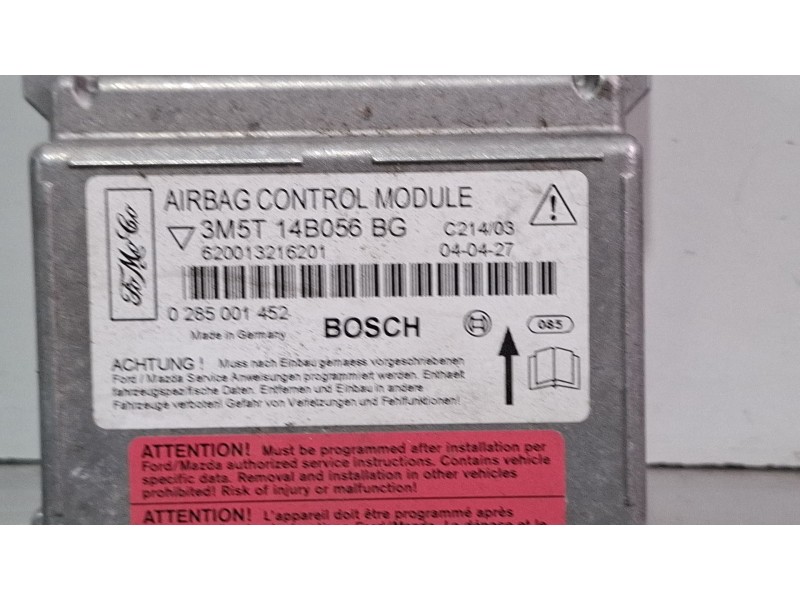 FoMoCo
AIRBAG CONTROL MODULE
3M5T 14B056 BG C214/03
620013216201 04-04-27
0 285 001 452
Made in Germany BOSCH 085
ACHTUNG ! Muss nach Einbau gemaess vorgeschriebenen
Ford / Mazda Service Anweisungen programmiert werden. Enthaelt
fahrzeugspezifische Daten. Entfernen und Einbau in andere
Fahrzeuge verboten! Gefahr von Verletzungen und Fehlfunktionen!
ATTENTION! Must be programmed after installation per
Ford/Mazda authorized service instructions. Contains vehicle
specific data. Removal and installation in other vehicles
prohibited! Risk of injury or malfunction!
ATTENTION ! L'appareil doit être programmé après